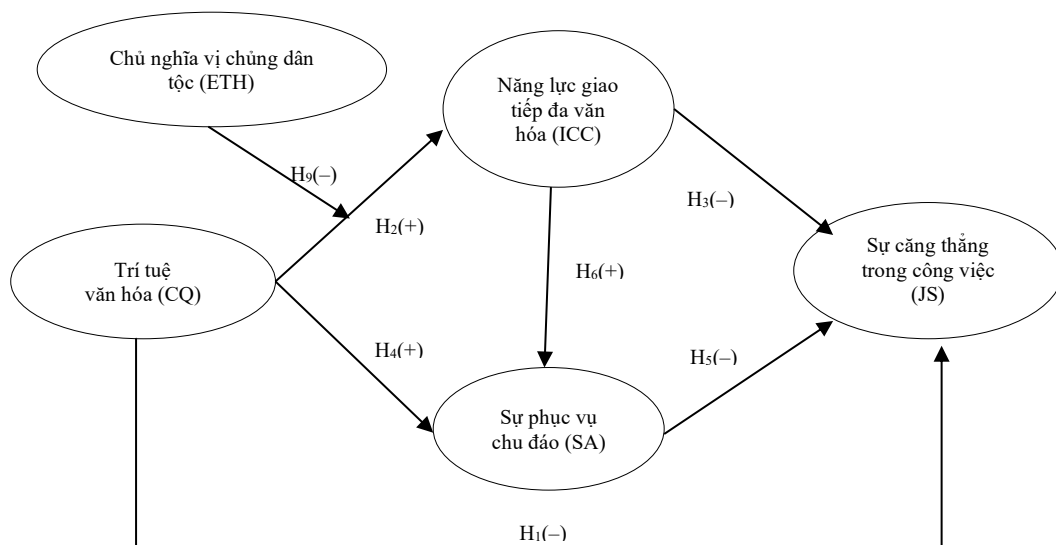 Chủ nghĩa vị chủng dân
tộc (ETH)
Năng lực giao
tiếp đa văn
hóa (ICC)
H₉(–)
H₂(+)
H₃(–)
Trí tuệ
văn hóa (CQ)
Sự căng thẳng
trong công việc
(JS)
H₆(+)
H₄(+)
H₅(–)
Sự phục vụ
chu đáo (SA)
H₁(–)